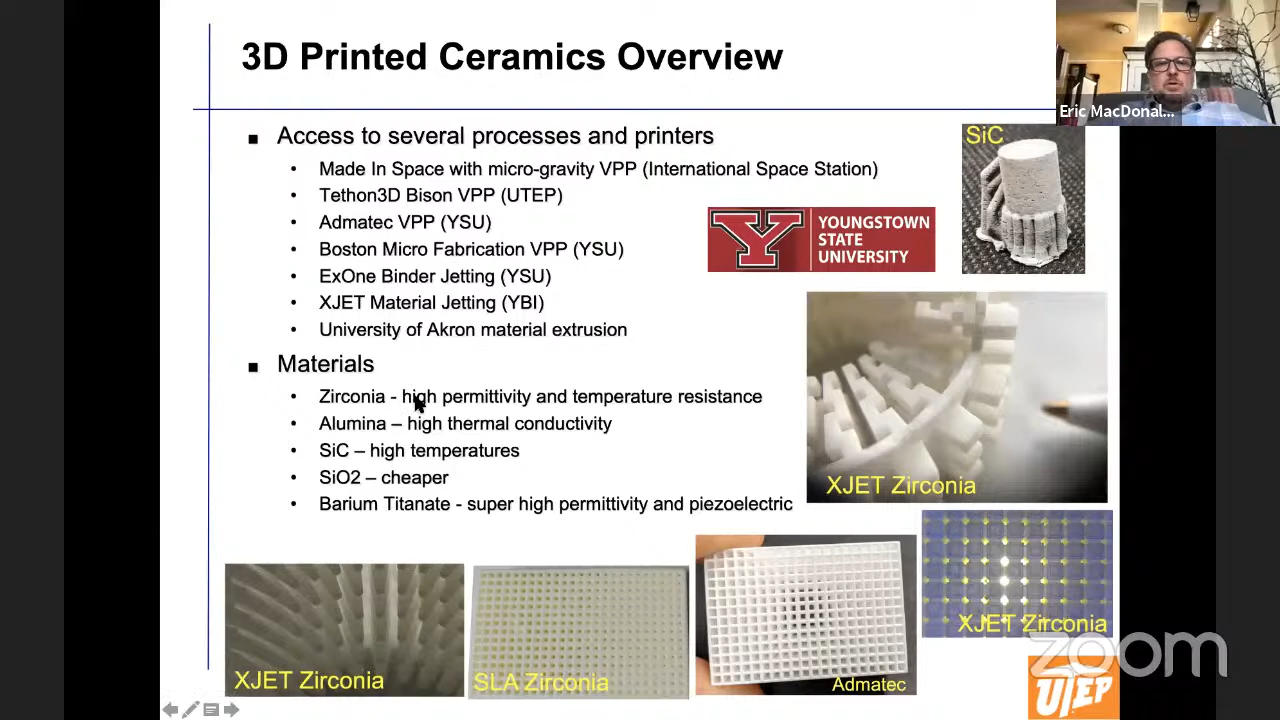 3D Printed Ceramics Overview
Eric MacDonal...
Access to several processes and printers
Made In Space with micro-gravity VPP (International Space Station)
Tethon3D Bison VPP (UTEP)
Admatec VPP (YSU)
Boston Micro Fabrication VPP (YSU)
ExOne Binder Jetting (YSU)
XJET Material Jetting (YBI)
University of Akron material extrusion
Y
YOUNGSTOWN
STATE
UNIVERSITY
SiC
Materials
Zirconia - high permittivity and temperature resistance
Alumina – high thermal conductivity
SiC – high temperatures
SiO2 – cheaper
Barium Titanate - super high permittivity and piezoelectric
XJET Zirconia
XJET Zirconia
SLA Zirconia
Admatec
XJET Zirconia
zoom
UTEP